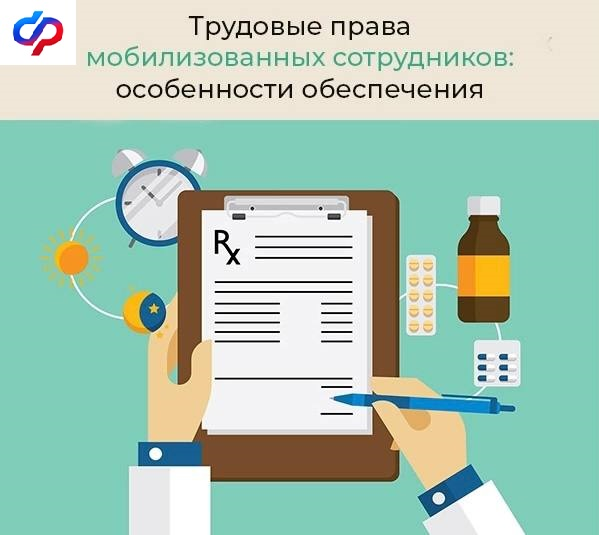 Трудовые права
мобилизованных сотрудников:
особенности обеспечения
Rx